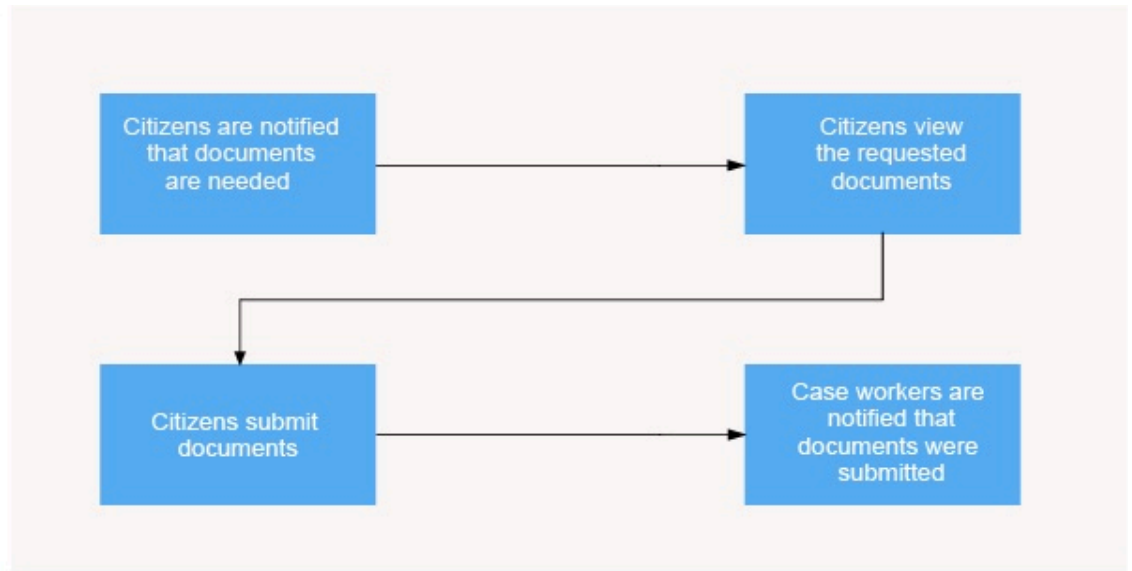 Citizens are notified
that documents
are needed
Citizens view
the requested
documents
Citizens submit
documents
Case workers are
notified that
documents were
submitted